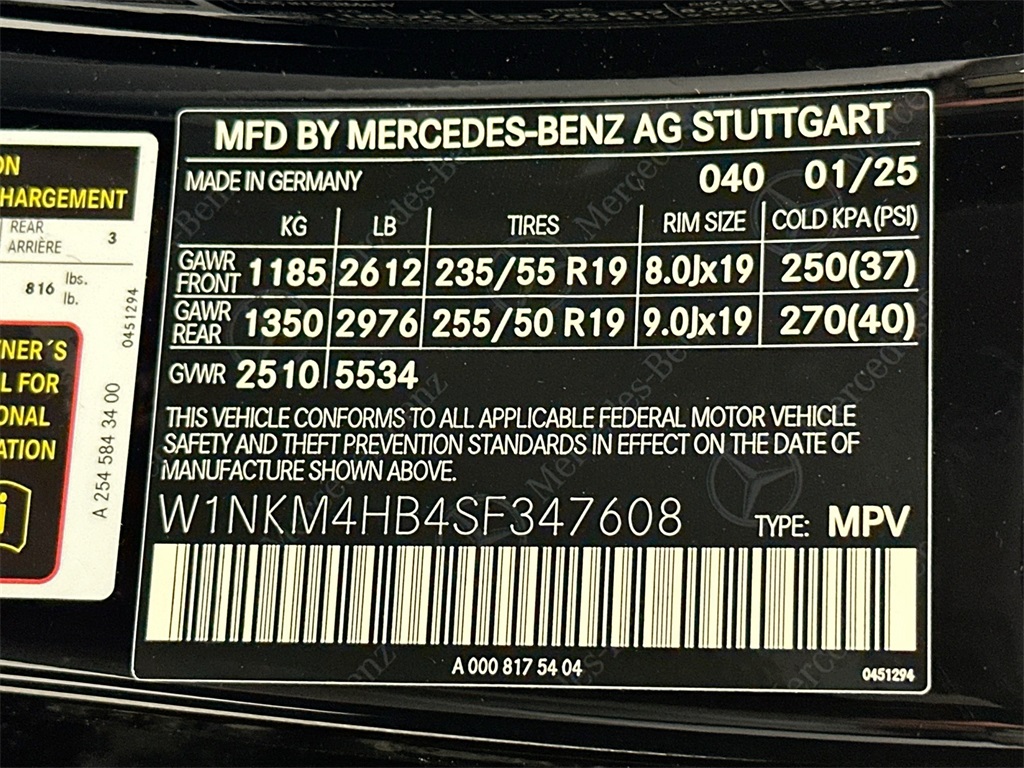 ON
HARGEMENT
REAR
ARRIÈRE
3
816
lbs.
lb.
0451294
NER´S
L FOR
ONAL
ATION
i
A 254 584 34 00
MFD BY MERCEDES-BENZ AG STUTTGART
MADE IN GERMANY 040 01/25
KG LB TIRES RIM SIZE COLD KPA (PSI)
GAWR FRONT 1185 2612 235/55 R19 8.0Jx19 250(37)
GAWR REAR 1350 2976 255/50 R19 9.0Jx19 270(40)
GVWR 2510 5534
THIS VEHICLE CONFORMS TO ALL APPLICABLE FEDERAL MOTOR VEHICLE
SAFETY AND THEFT PREVENTION STANDARDS IN EFFECT ON THE DATE OF
MANUFACTURE SHOWN ABOVE.
W1NKM4HB4SF347608 TYPE: MPV
A 000 817 54 04
0451294